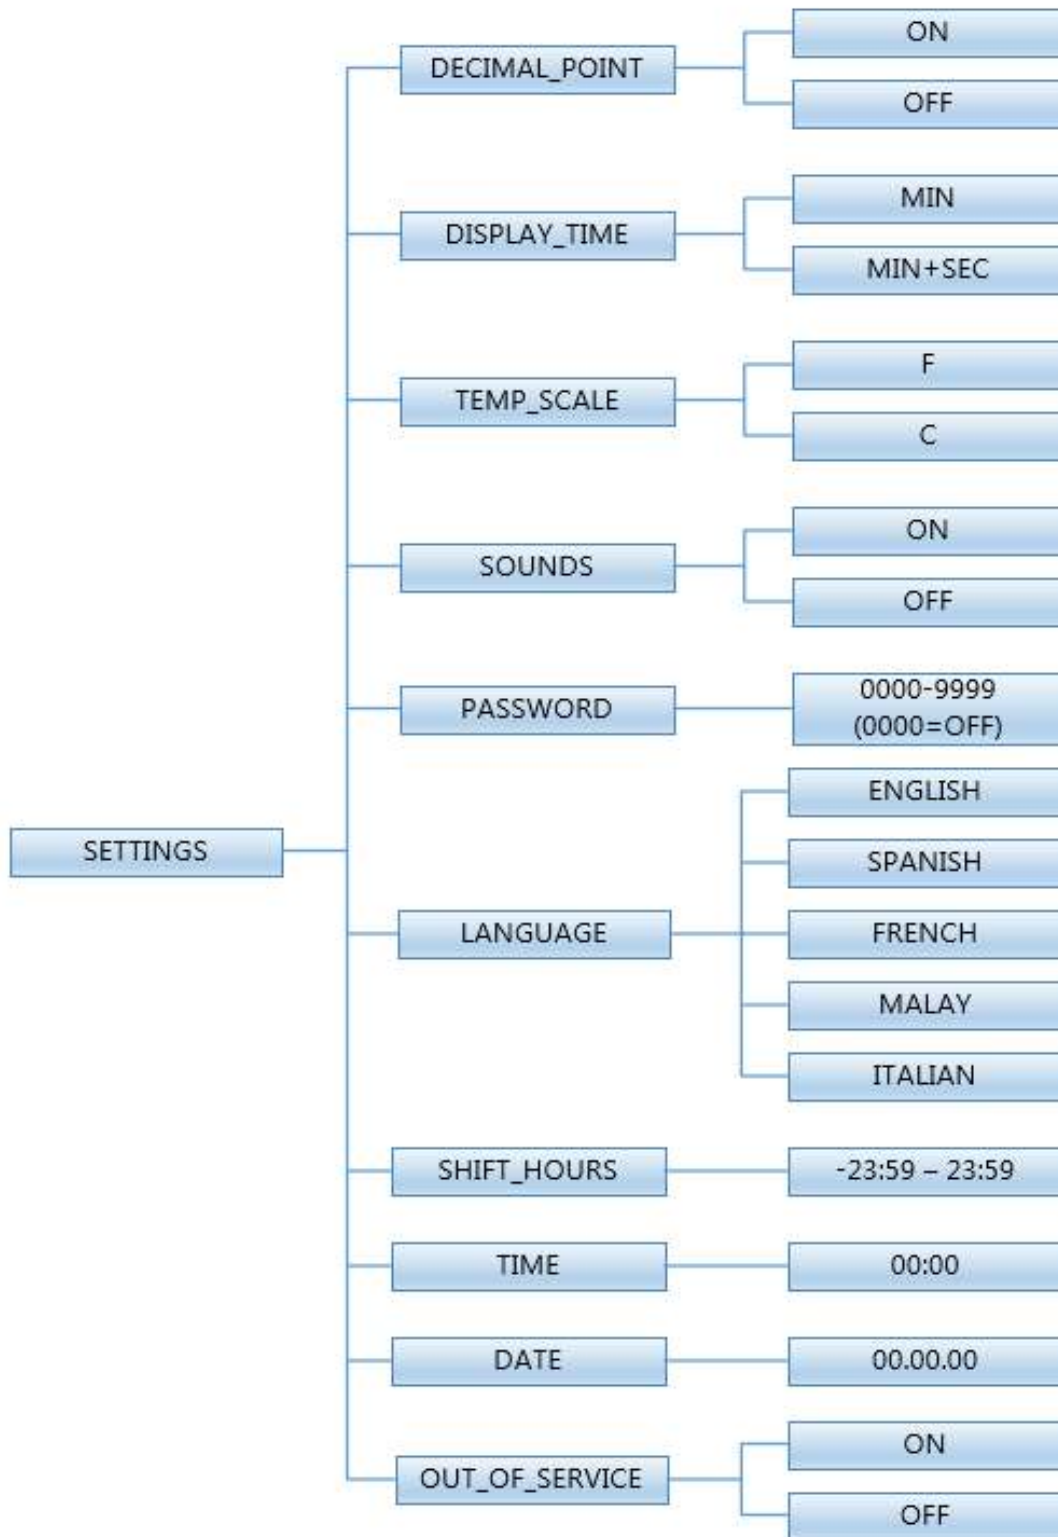 SETTINGS
DECIMAL_POINT
ON
OFF
DISPLAY_TIME
MIN
MIN+SEC
TEMP_SCALE
F
C
SOUNDS
ON
OFF
PASSWORD
0000-9999
(0000=OFF)
LANGUAGE
ENGLISH
SPANISH
FRENCH
MALAY
ITALIAN
SHIFT_HOURS
-23:59 – 23:59
TIME
00:00
DATE
00.00.00
OUT_OF_SERVICE
ON
OFF